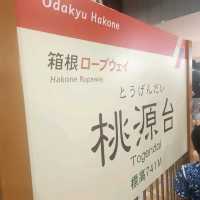 Odakyu Hakone
箱根ロープウェイ
Hakone Ropeway
とうげんだい
桃源台
Togendai
標高741M